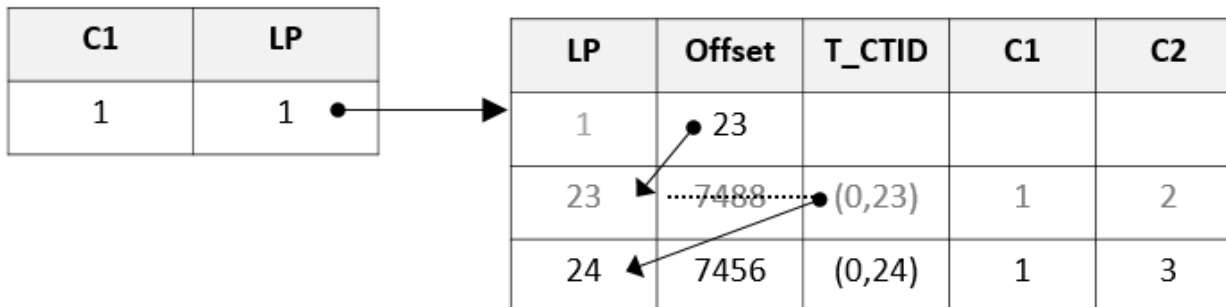 C1 LP
1 1
LP Offset T_CTID C1 C2
1 23
23 7488 (0,23) 1 2
24 7456 (0,24) 1 3